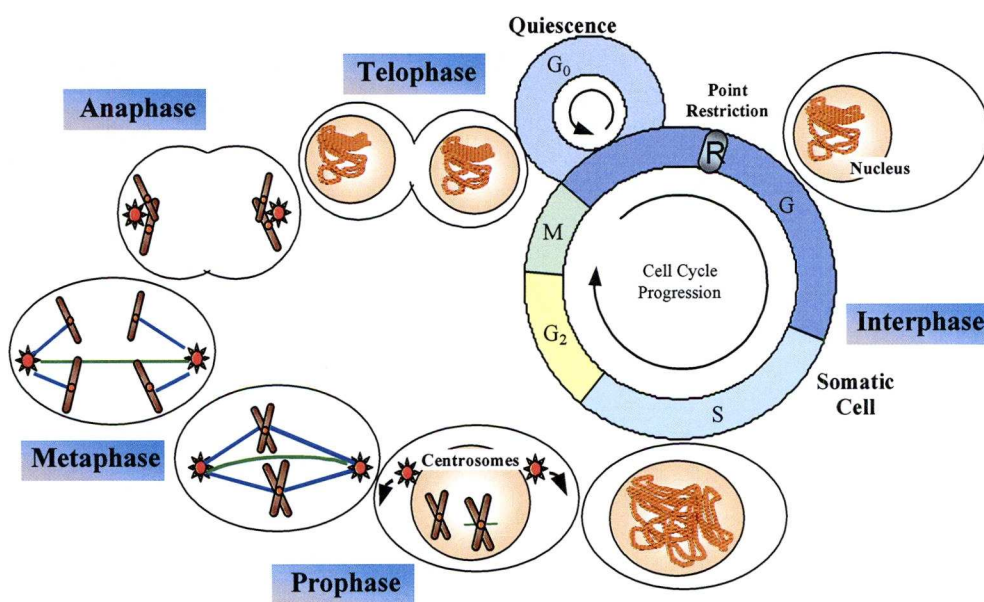 Quiescence
G₀
Telophase
Anaphase
Point
Restriction
R
Nucleus
G
M
Cell Cycle
Progression
G₂
Interphase
S
Somatic
Cell
Metaphase
Centrosomes
Prophase